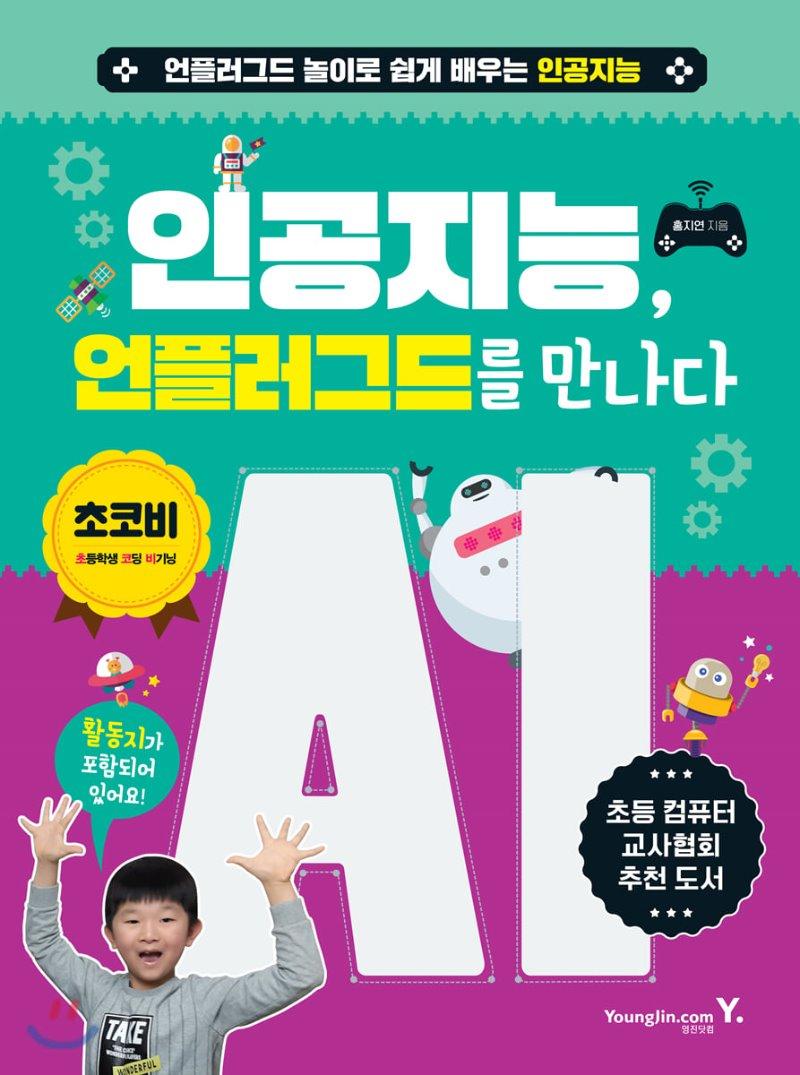 언플러그드 놀이로 쉽게 배우는 인공지능
인공지능,
홍지연 지음
언플러그드를 만나다
초코비
초등학생 코딩 비기닝
AI
활동지가
포함되어
있어요!
초등 컴퓨터
교사협회
추천 도서
TAKE
WONDERFUL
YoungJin.com Y.
영진닷컴